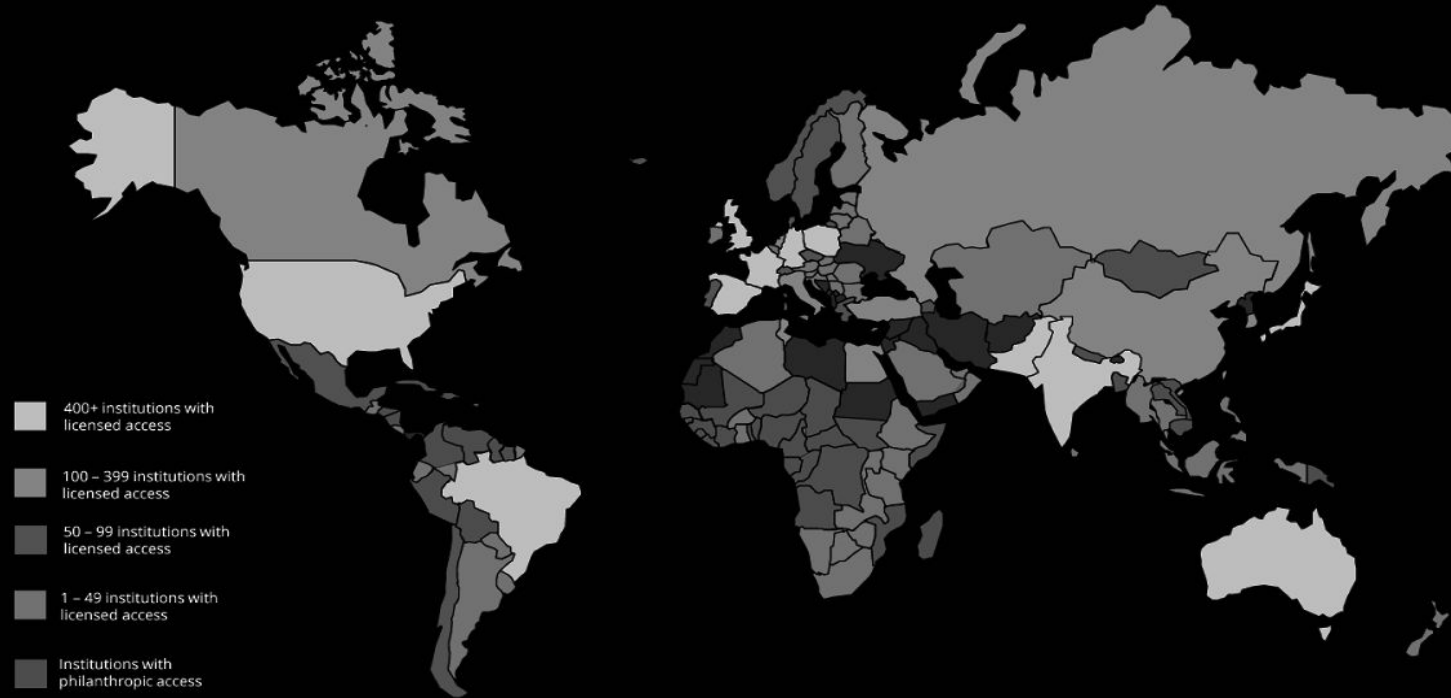 400+ institutions with
licensed access
100 – 399 institutions with
licensed access
50 – 99 institutions with
licensed access
1 – 49 institutions with
licensed access
Institutions with
philanthropic access